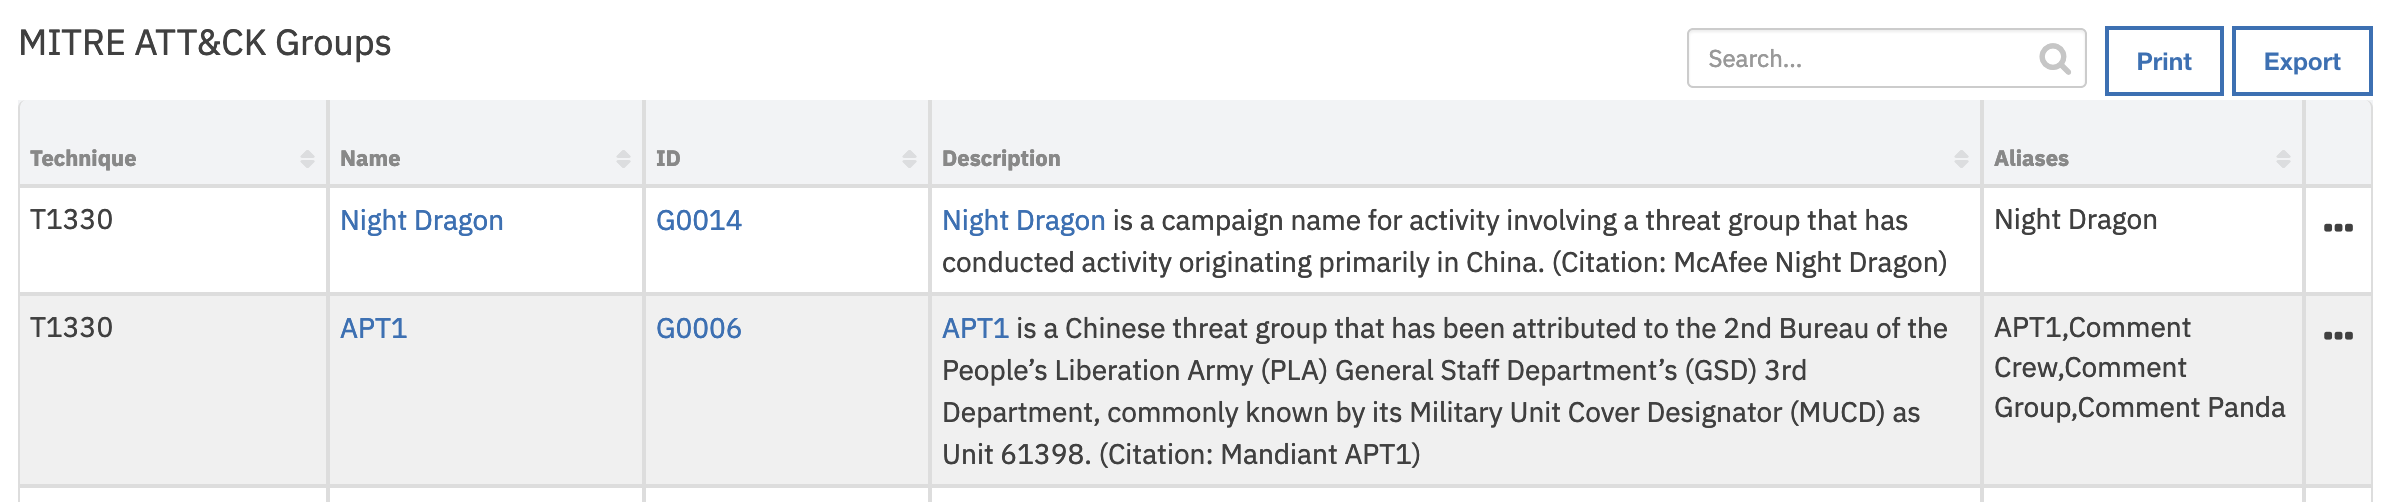 MITRE ATT&CK Groups
Search...
Print
Export
Technique
Name
ID
Description
Aliases
T1330
Night Dragon
G0014
Night Dragon is a campaign name for activity involving a threat group that has
conducted activity originating primarily in China. (Citation: McAfee Night Dragon)
Night Dragon
T1330
APT1
G0006
APT1 is a Chinese threat group that has been attributed to the 2nd Bureau of the
People’s Liberation Army (PLA) General Staff Department’s (GSD) 3rd
Department, commonly known by its Military Unit Cover Designator (MUCD) as
Unit 61398. (Citation: Mandiant APT1)
APT1,Comment
Crew,Comment
Group,Comment Panda